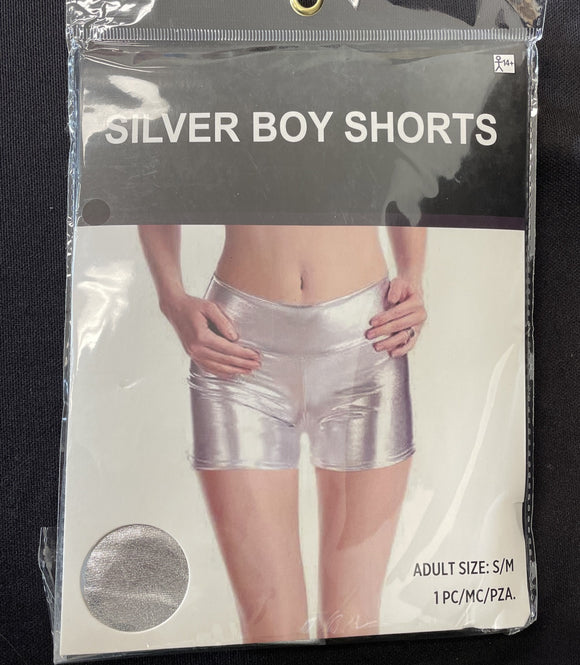 14+
SILVER BOY SHORTS
ADULT SIZE: S/M
1 PC/MC/PZA.